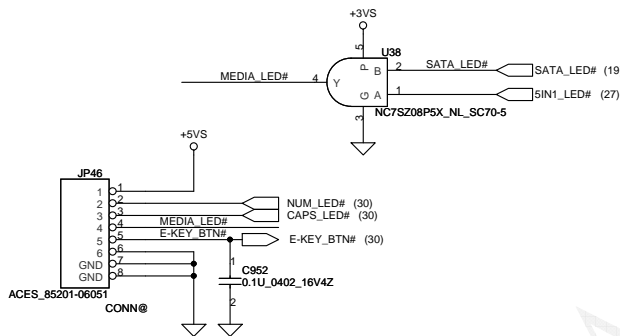 +3VS
U38
5
P
B
2
SATA_LED#
SATA_LED# (19
MEDIA_LED#
4
Y
G
A
1
5IN1_LED# (27)
3
NC7SZ08P5X_NL_SC70-5
+5VS
JP46
1
1
2
2
NUM_LED# (30)
3
3
CAPS_LED# (30)
4
4
MEDIA_LED#
5
5
E-KEY_BTN#
E-KEY_BTN# (30)
6
6
GND
7
GND
8
1
C952
0.1U_0402_16V4Z
2
ACES_85201-06051
CONN@